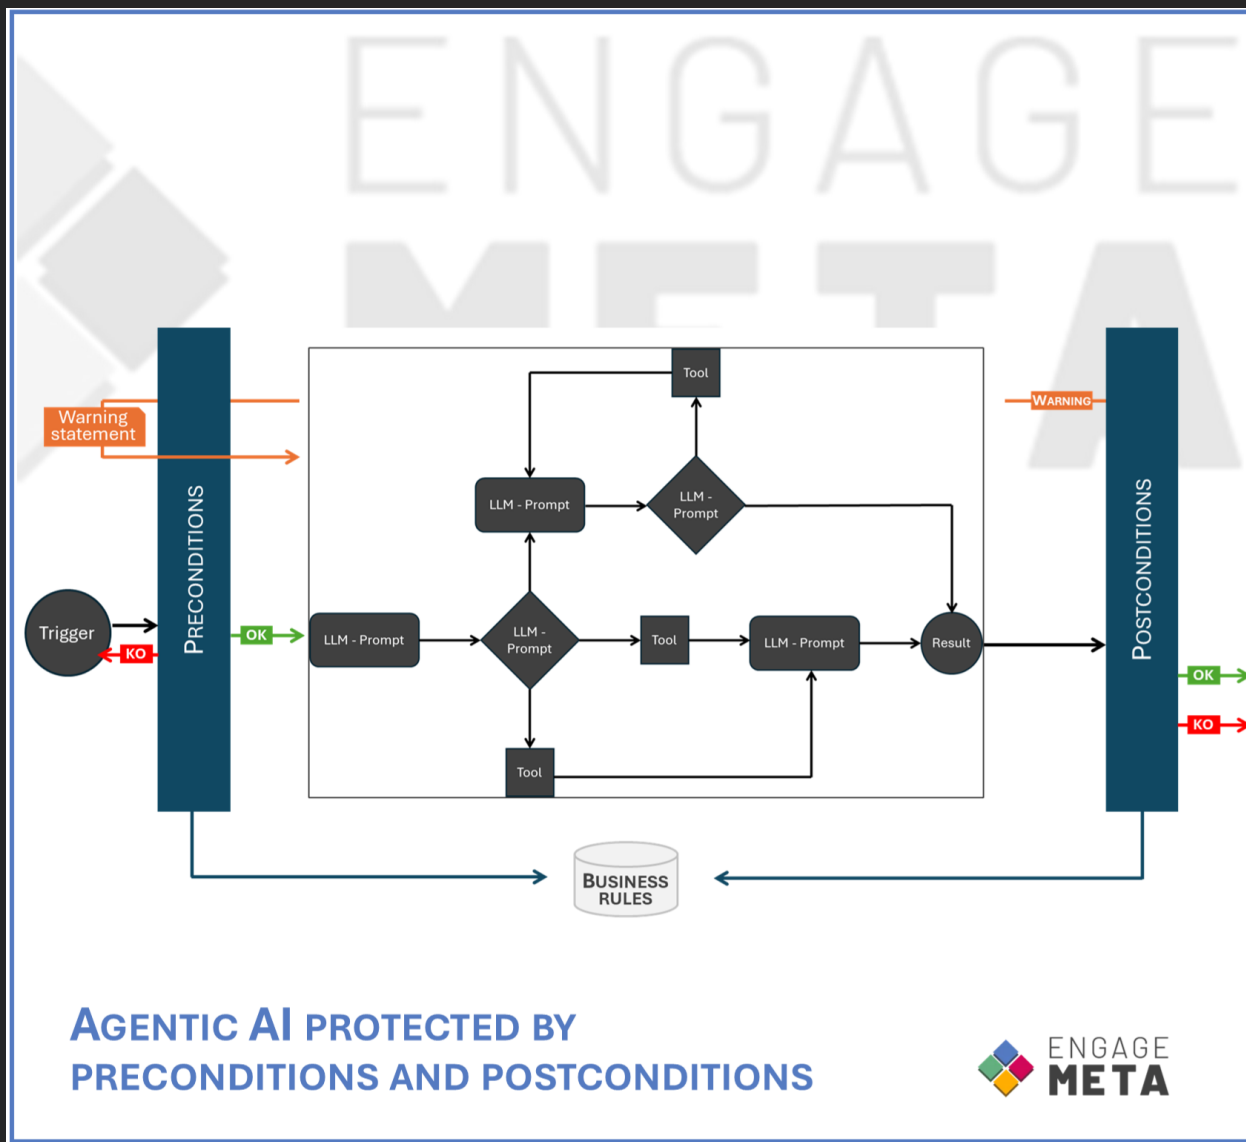 ENGAGE
META
Tool
Warning
statement
WARNING
LLM - Prompt
LLM -
Prompt
PRECONDITIONS
POSTCONDITIONS
Trigger
KO
OK
LLM - Prompt
LLM -
Prompt
Tool
LLM - Prompt
Result
OK
KO
Tool
BUSINESS
RULES
AGENTIC AI PROTECTED BY
PRECONDITIONS AND POSTCONDITIONS
ENGAGE
META